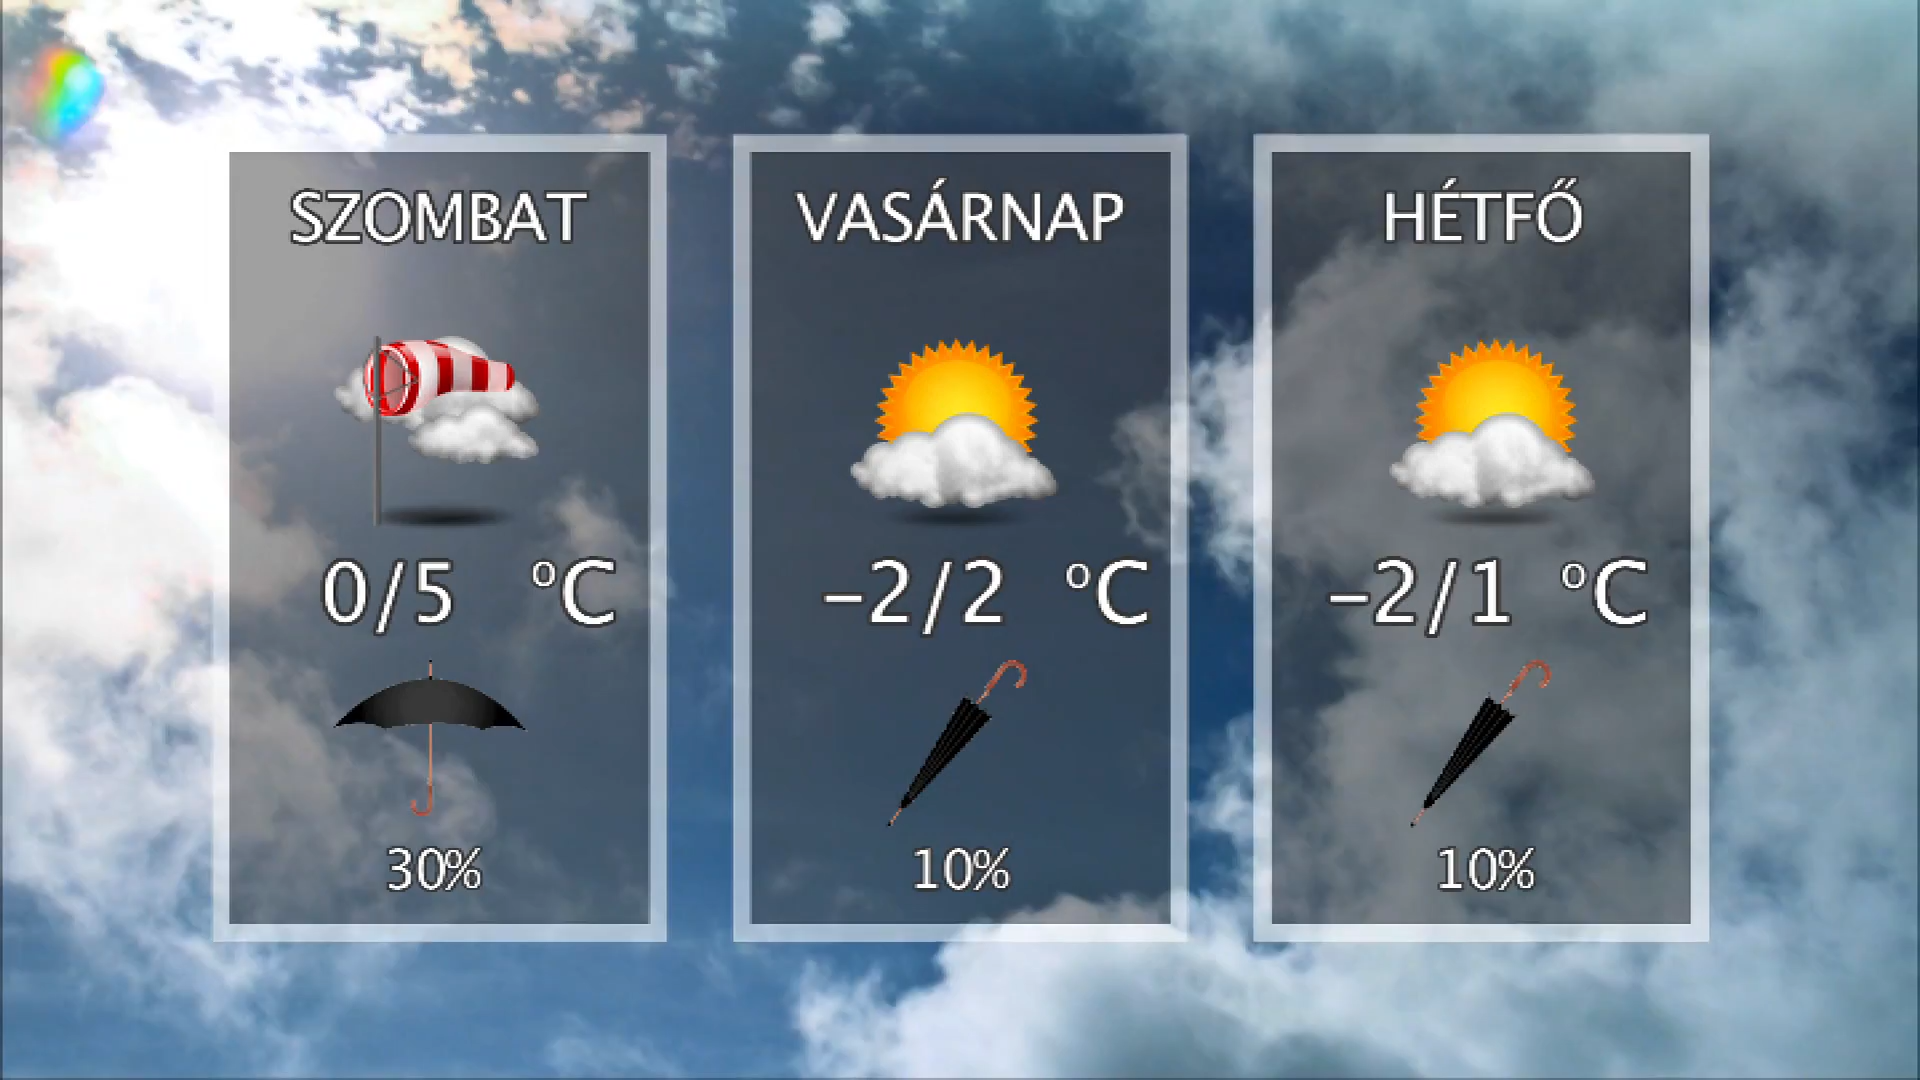 SZOMBAT
0/5 °C
30%
VASÁRNAP
-2/2 °C
10%
HÉTFŐ
-2/1 °C
10%